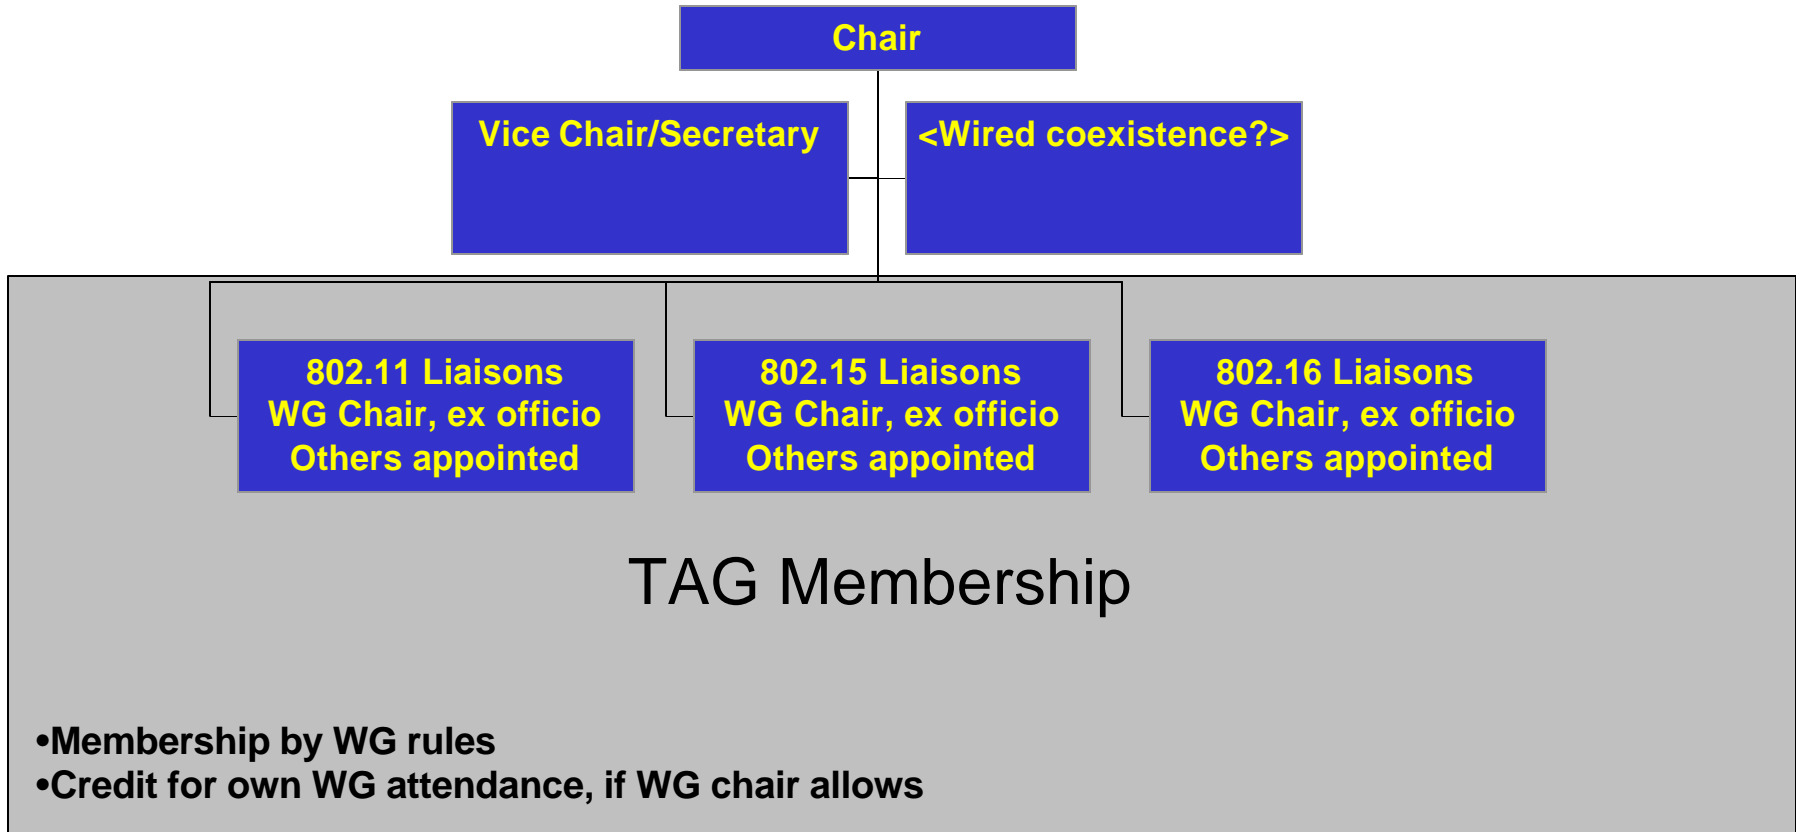 Chair
Vice Chair/Secretary
<Wired coexistence?>
802.11 Liaisons
WG Chair, ex officio
Others appointed
802.15 Liaisons
WG Chair, ex officio
Others appointed
802.16 Liaisons
WG Chair, ex officio
Others appointed
TAG Membership
•Membership by WG rules
•Credit for own WG attendance, if WG chair allows